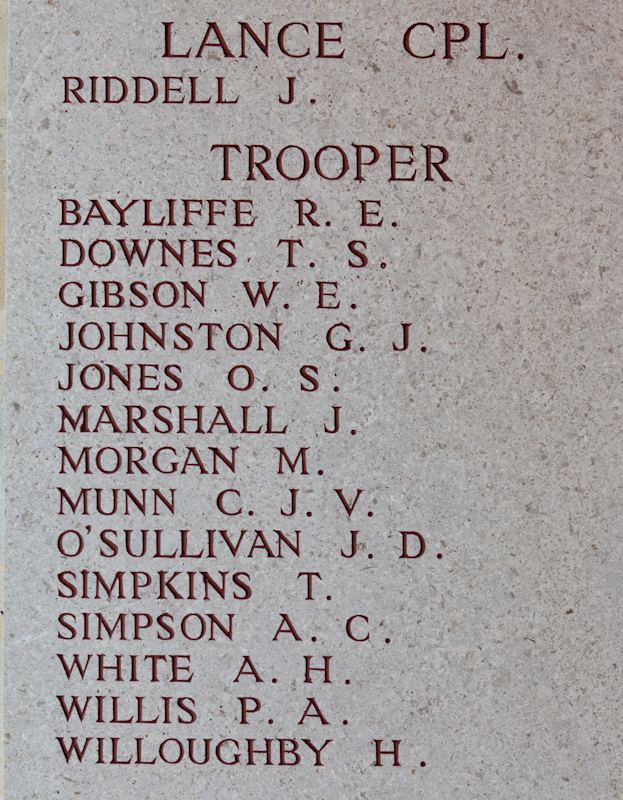 LANCE CPL.
RIDDELL J.
TROOPER
BAYLIFFE R. E.
DOWNES T. S.
GIBSON W. E.
JOHNSTON G. J.
JONES O. S.
MARSHALL J.
MORGAN M.
MUNN C. J. V.
O'SULLIVAN J. D.
SIMPKINS T.
SIMPSON A. C.
WHITE A. H.
WILLIS P. A.
WILLOUGHBY H.